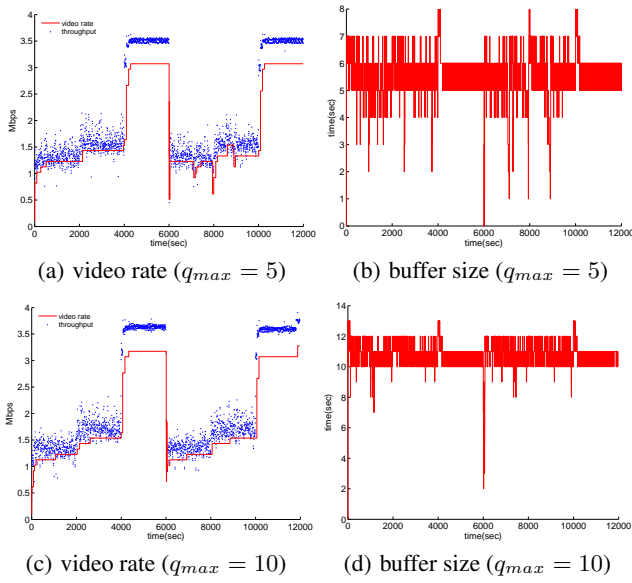 4
3.5
3
2.5
2
1.5
1
0.5
0
Mbps
video rate
throughput
0 2000 4000 6000 8000 10000 12000
time(sec)
(a) video rate (q_max = 5)
8
7
6
5
4
3
2
1
0
time(sec)
0 2000 4000 6000 8000 10000 12000
time(sec)
(b) buffer size (q_max = 5)
4
3.5
3
2.5
2
1.5
1
0.5
0
Mbps
video rate
throughput
0 2000 4000 6000 8000 10000 12000
time(sec)
(c) video rate (q_max = 10)
14
12
10
8
6
4
2
0
time(sec)
0 2000 4000 6000 8000 10000 12000
time(sec)
(d) buffer size (q_max = 10)